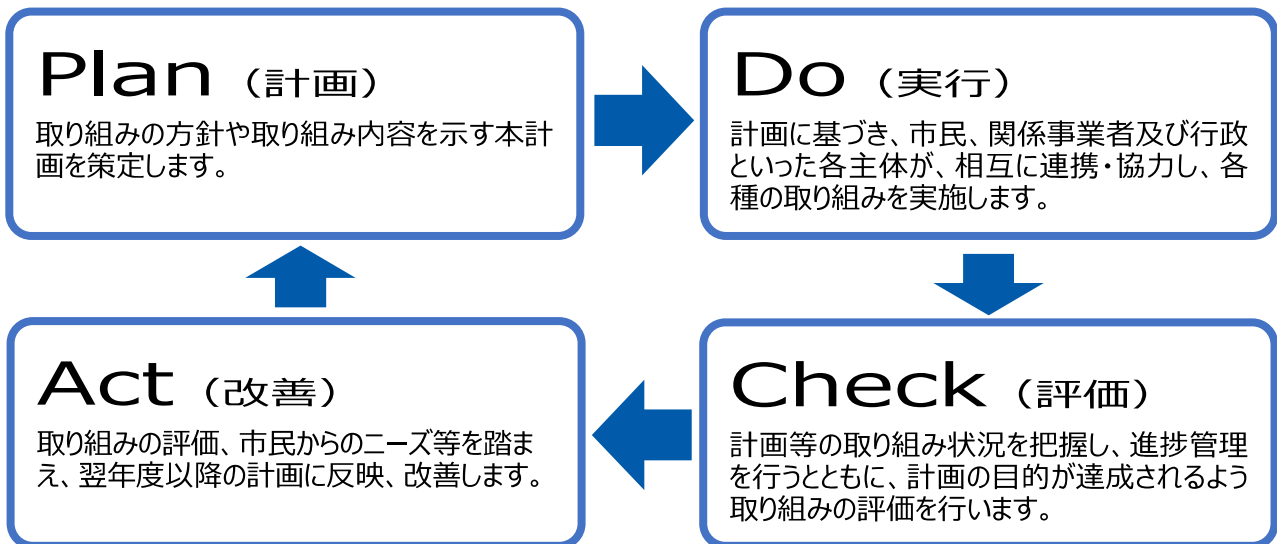 Plan（計画）
取り組みの方針や取り組み内容を示す本計
画を策定します。
Do（実行）
計画に基づき、市民、関係事業者及び行政
といった各主体が、相互に連携・協力し、各
種の取り組みを実施します。
Check（評価）
計画等の取り組み状況を把握し、進捗管理
を行うとともに、計画の目的が達成されるよう
取り組みの評価を行います。
Act（改善）
取り組みの評価、市民からのニーズ等を踏ま
え、翌年度以降の計画に反映、改善します。